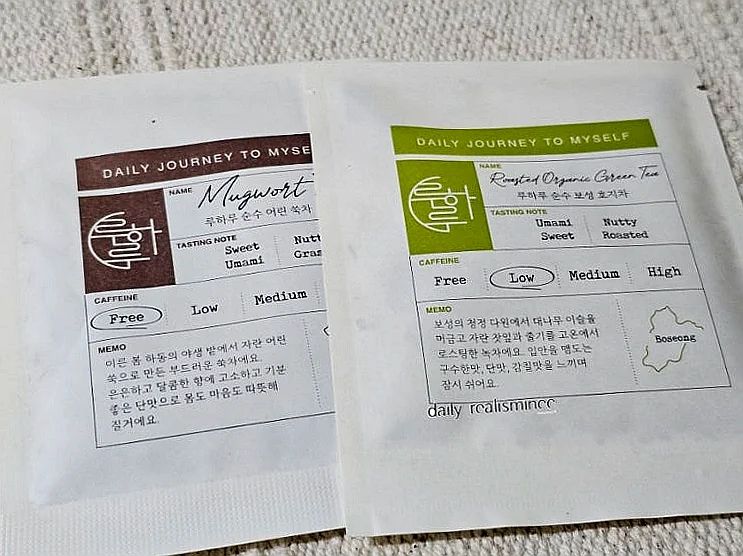 DAILY JOURNEY TO MYSE
NAME
Mugwort
루하루 순수 어린 쑥차
TASTING NOTE
Sweet Nutt
Umami Gras
CAFFEINE
Free Low Medium
MEMO
이른 봄 하동의 야생 밭에서 자란 어린
쑥으로 만든 부드러운 쑥차에요.
은은하고 달콤한 향에 고소하고 기분
좋은 단맛으로 몸도 마음도 따뜻해
질거에요.
DAILY JOURNEY TO MYSELF
NAME
Roasted Organic Green Tea
루하루 순수 보성 호지차
TASTING NOTE
Umami Nutty
Sweet Roasted
CAFFEINE
Free Low Medium High
MEMO
보성의 청정 다원에서 대나무 이슬을
머금고 자란 찻잎과 줄기를 고온에서
로스팅한 녹차에요. 입안을 맴도는
구수한맛, 단맛, 감칠맛을 느끼며
잠시 쉬어요.
Boseong
daily realismincc